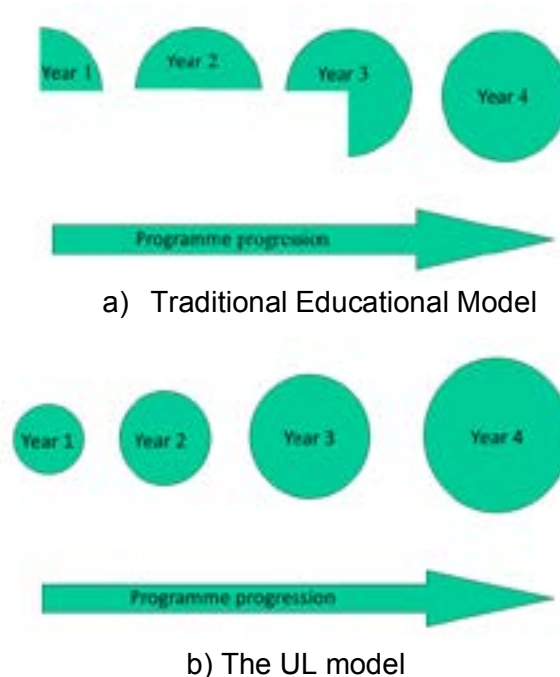 Year 1
Year 2
Year 3
Year 4
Programme progression
a) Traditional Educational Model
Year 1
Year 2
Year 3
Year 4
Programme progression
b) The UL model